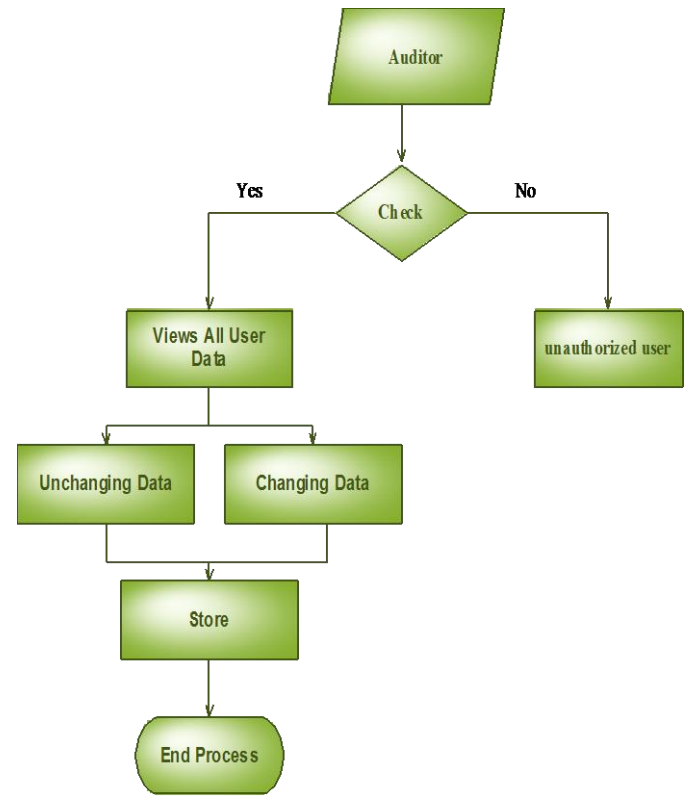 Auditor
Yes
No
Check
Views All User
Data
unauthorized user
Unchanging Data
Changing Data
Store
End Process